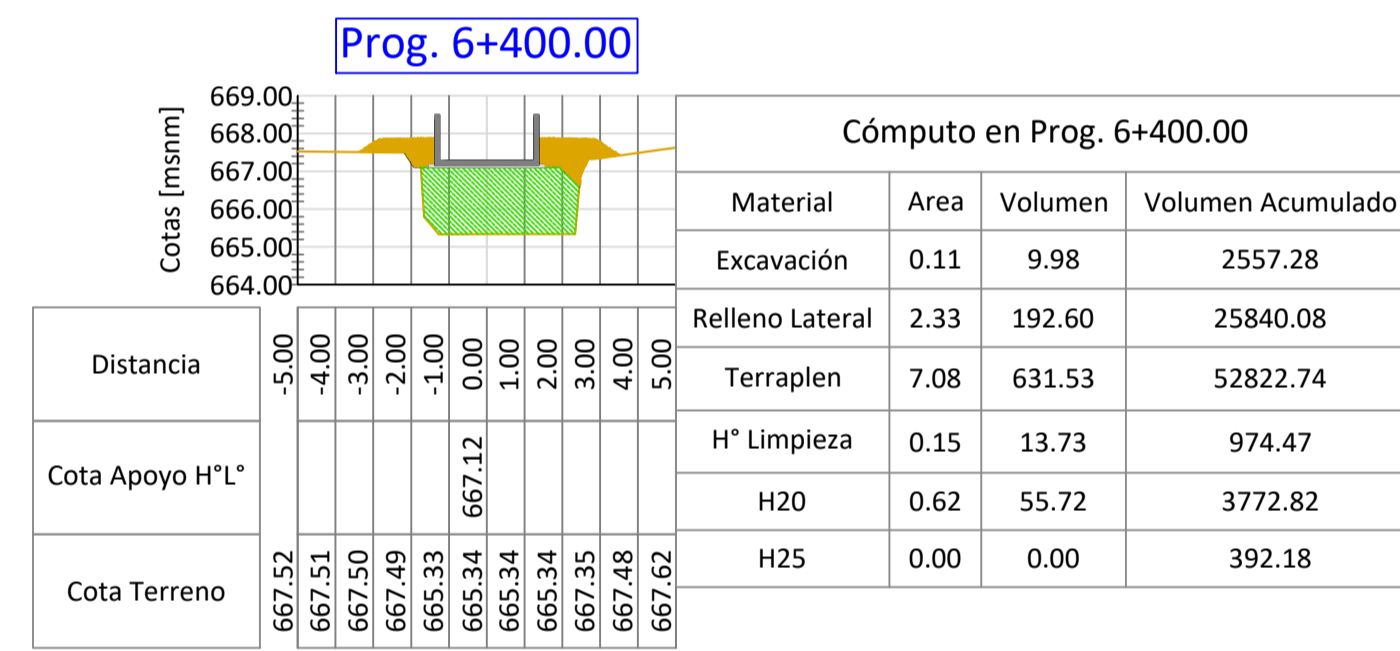 Prog. 6+400.00
Cotas [msnm]
669.00
668.00
667.00
666.00
665.00
664.00
Distancia -5.00 -4.00 -3.00 -2.00 -1.00 0.00 1.00 2.00 3.00 4.00 5.00
Cota Apoyo H°L° 667.12
Cota Terreno 667.52 667.51 667.50 667.49 665.33 665.34 665.34 665.34 667.35 667.48 667.62
Cómputo en Prog. 6+400.00
Material Area Volumen Volumen Acumulado
Excavación 0.11 9.98 2557.28
Relleno Lateral 2.33 192.60 25840.08
Terraplen 7.08 631.53 52822.74
H° Limpieza 0.15 13.73 974.47
H20 0.62 55.72 3772.82
H25 0.00 0.00 392.18